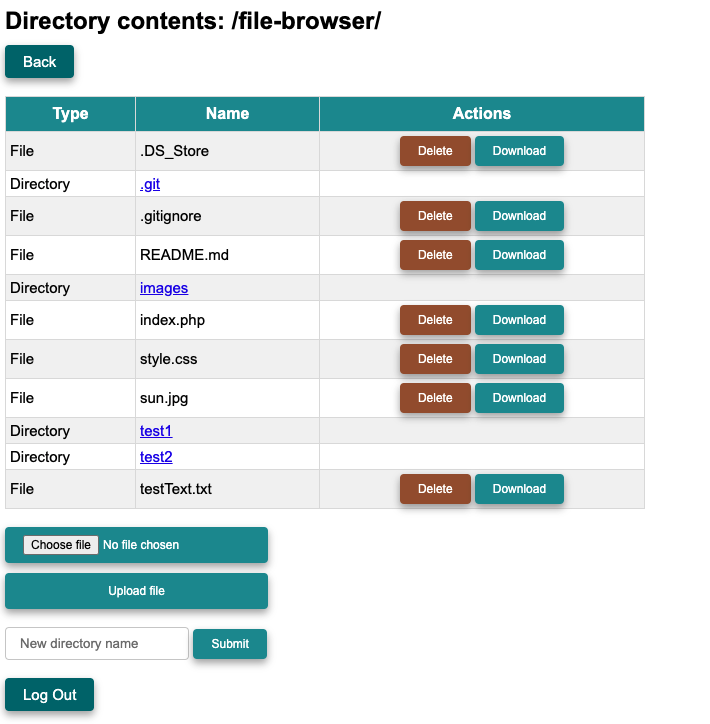 Directory contents: /file-browser/
Back
Type Name Actions
File .DS_Store Delete Download
Directory .git
File .gitignore Delete Download
File README.md Delete Download
Directory images
File index.php Delete Download
File style.css Delete Download
File sun.jpg Delete Download
Directory test1
Directory test2
File testText.txt Delete Download
Choose file No file chosen
Upload file
New directory name Submit
Log Out